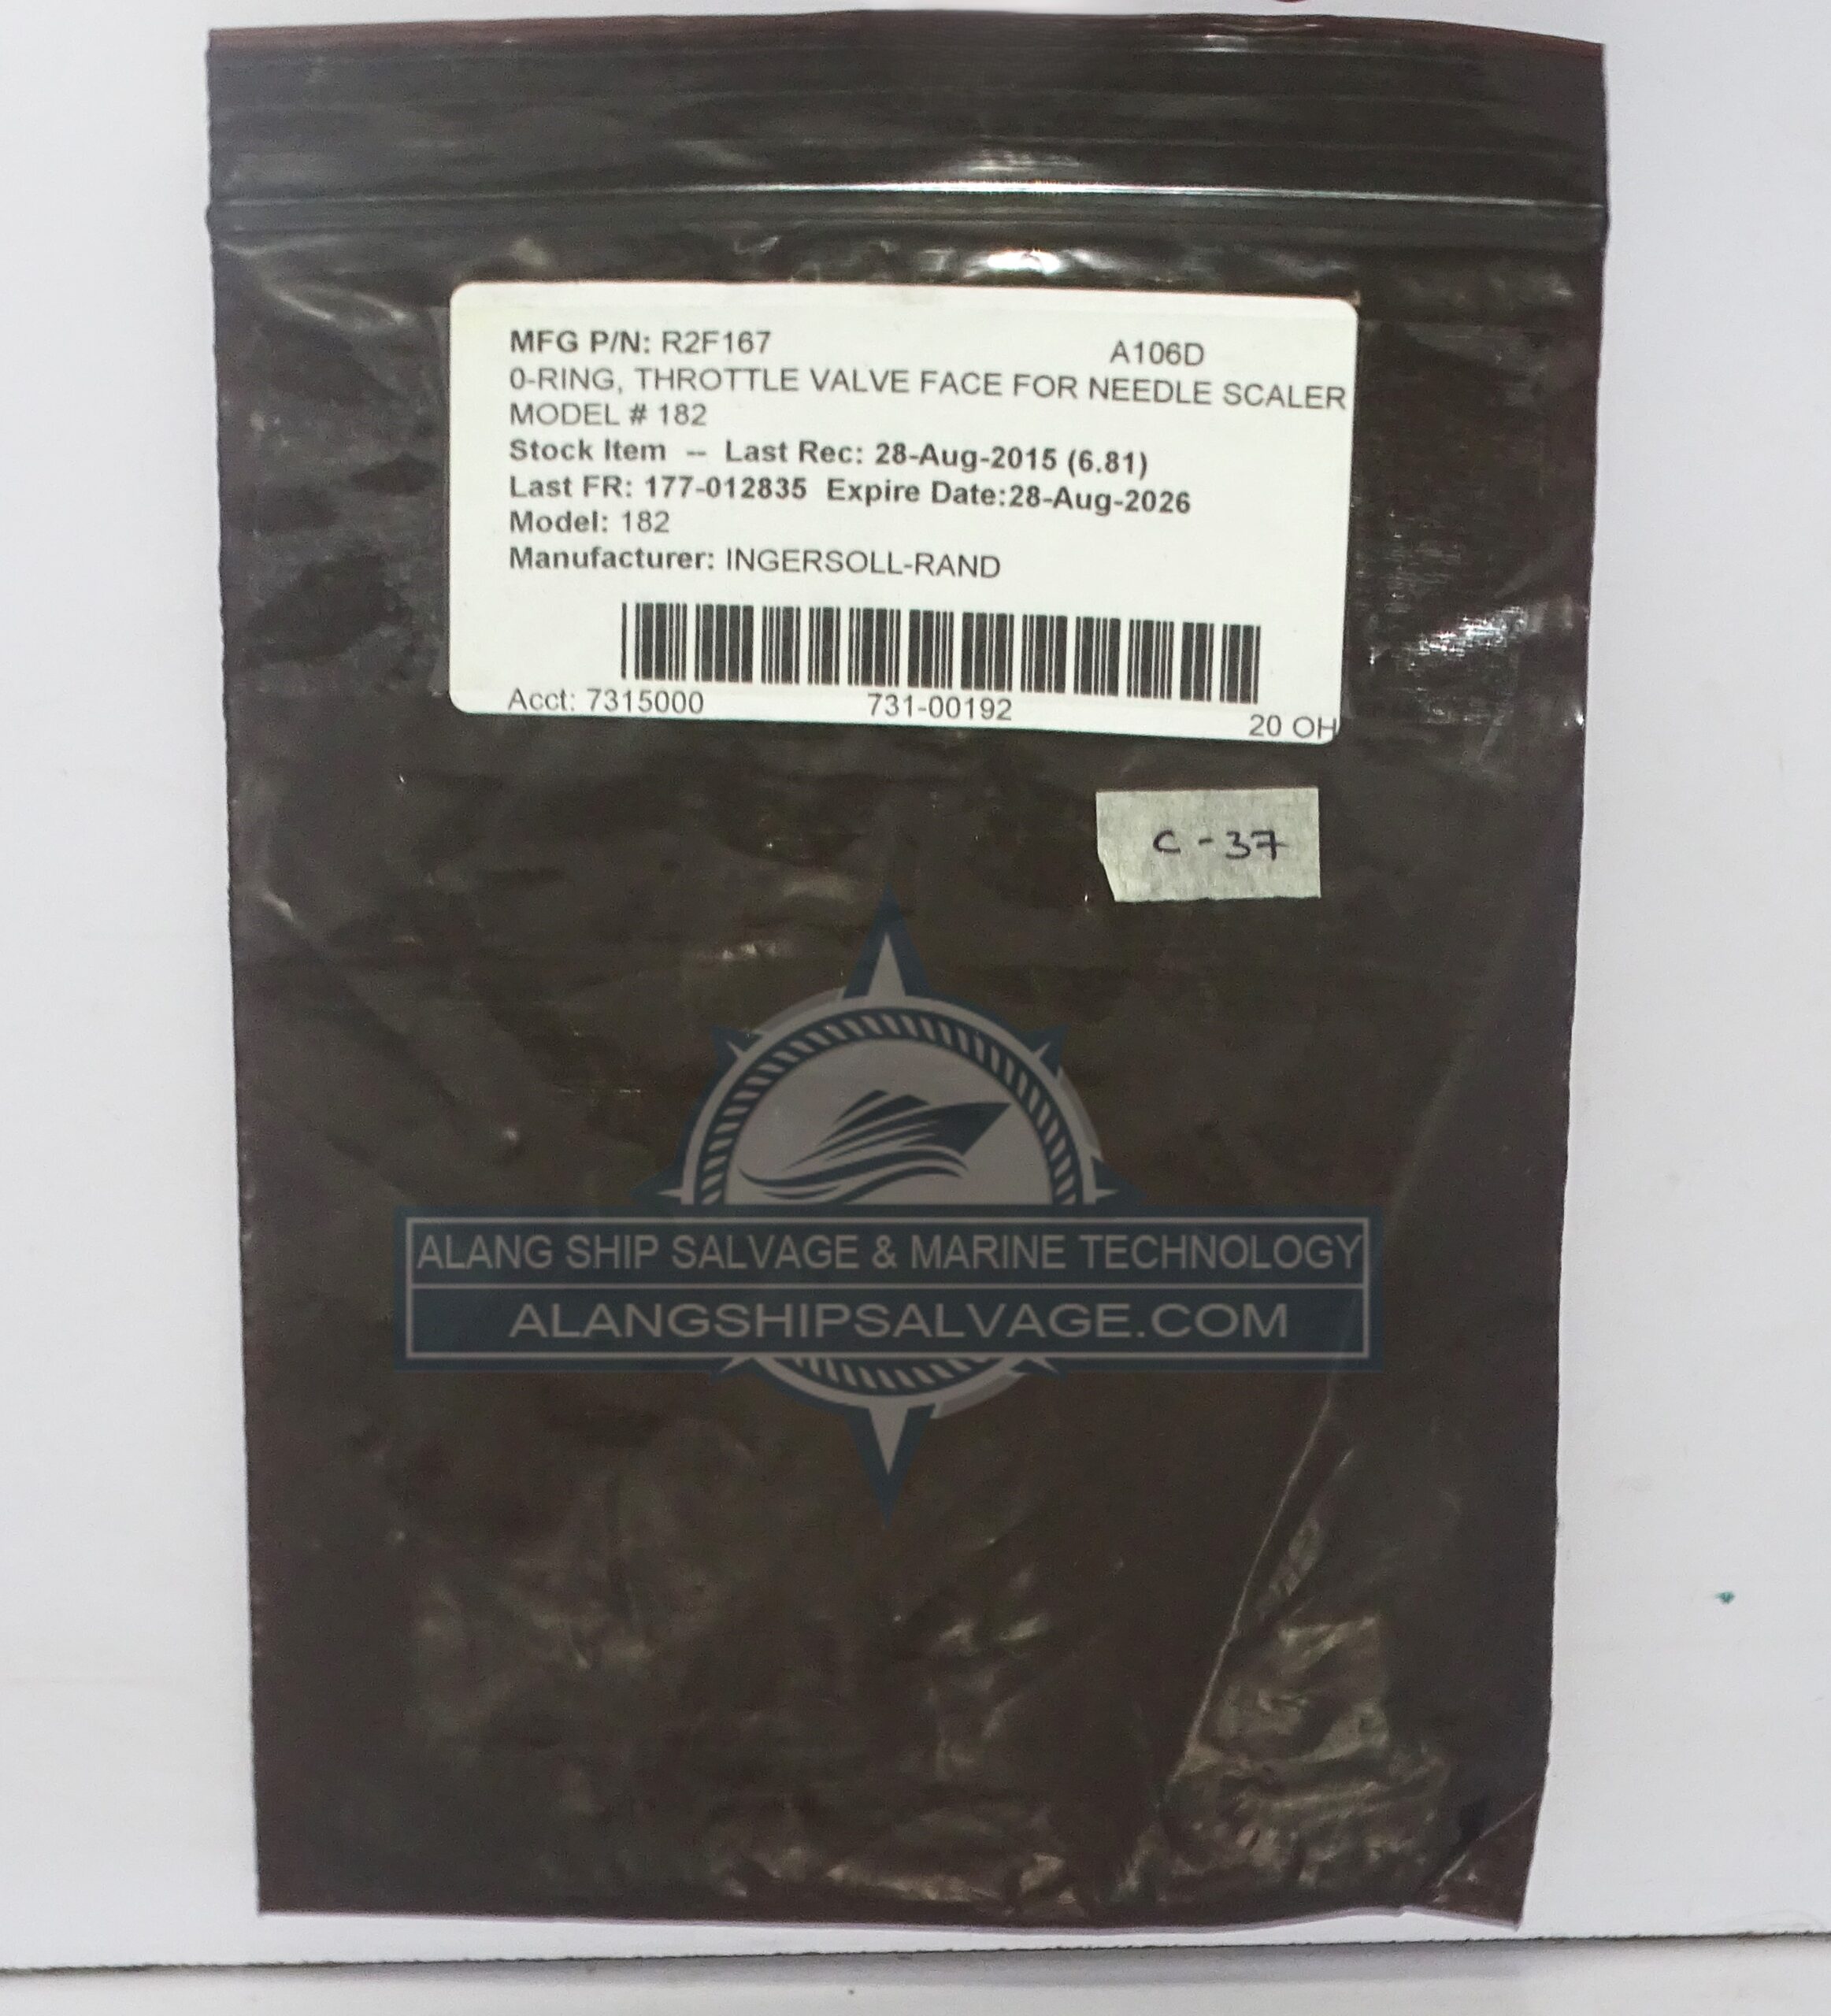 MFG P/N: R2F167 A106D
0-RING, THROTTLE VALVE FACE FOR NEEDLE SCALER
MODEL # 182
Stock Item -- Last Rec: 28-Aug-2015 (6.81)
Last FR: 177-012835 Expire Date:28-Aug-2026
Model: 182
Manufacturer: INGERSOLL-RAND
Acct: 7315000 731-00192 20 OH
C-37
ALANG SHIP SALVAGE & MARINE TECHNOLOGY
ALANGSHIPSALVAGE.COM